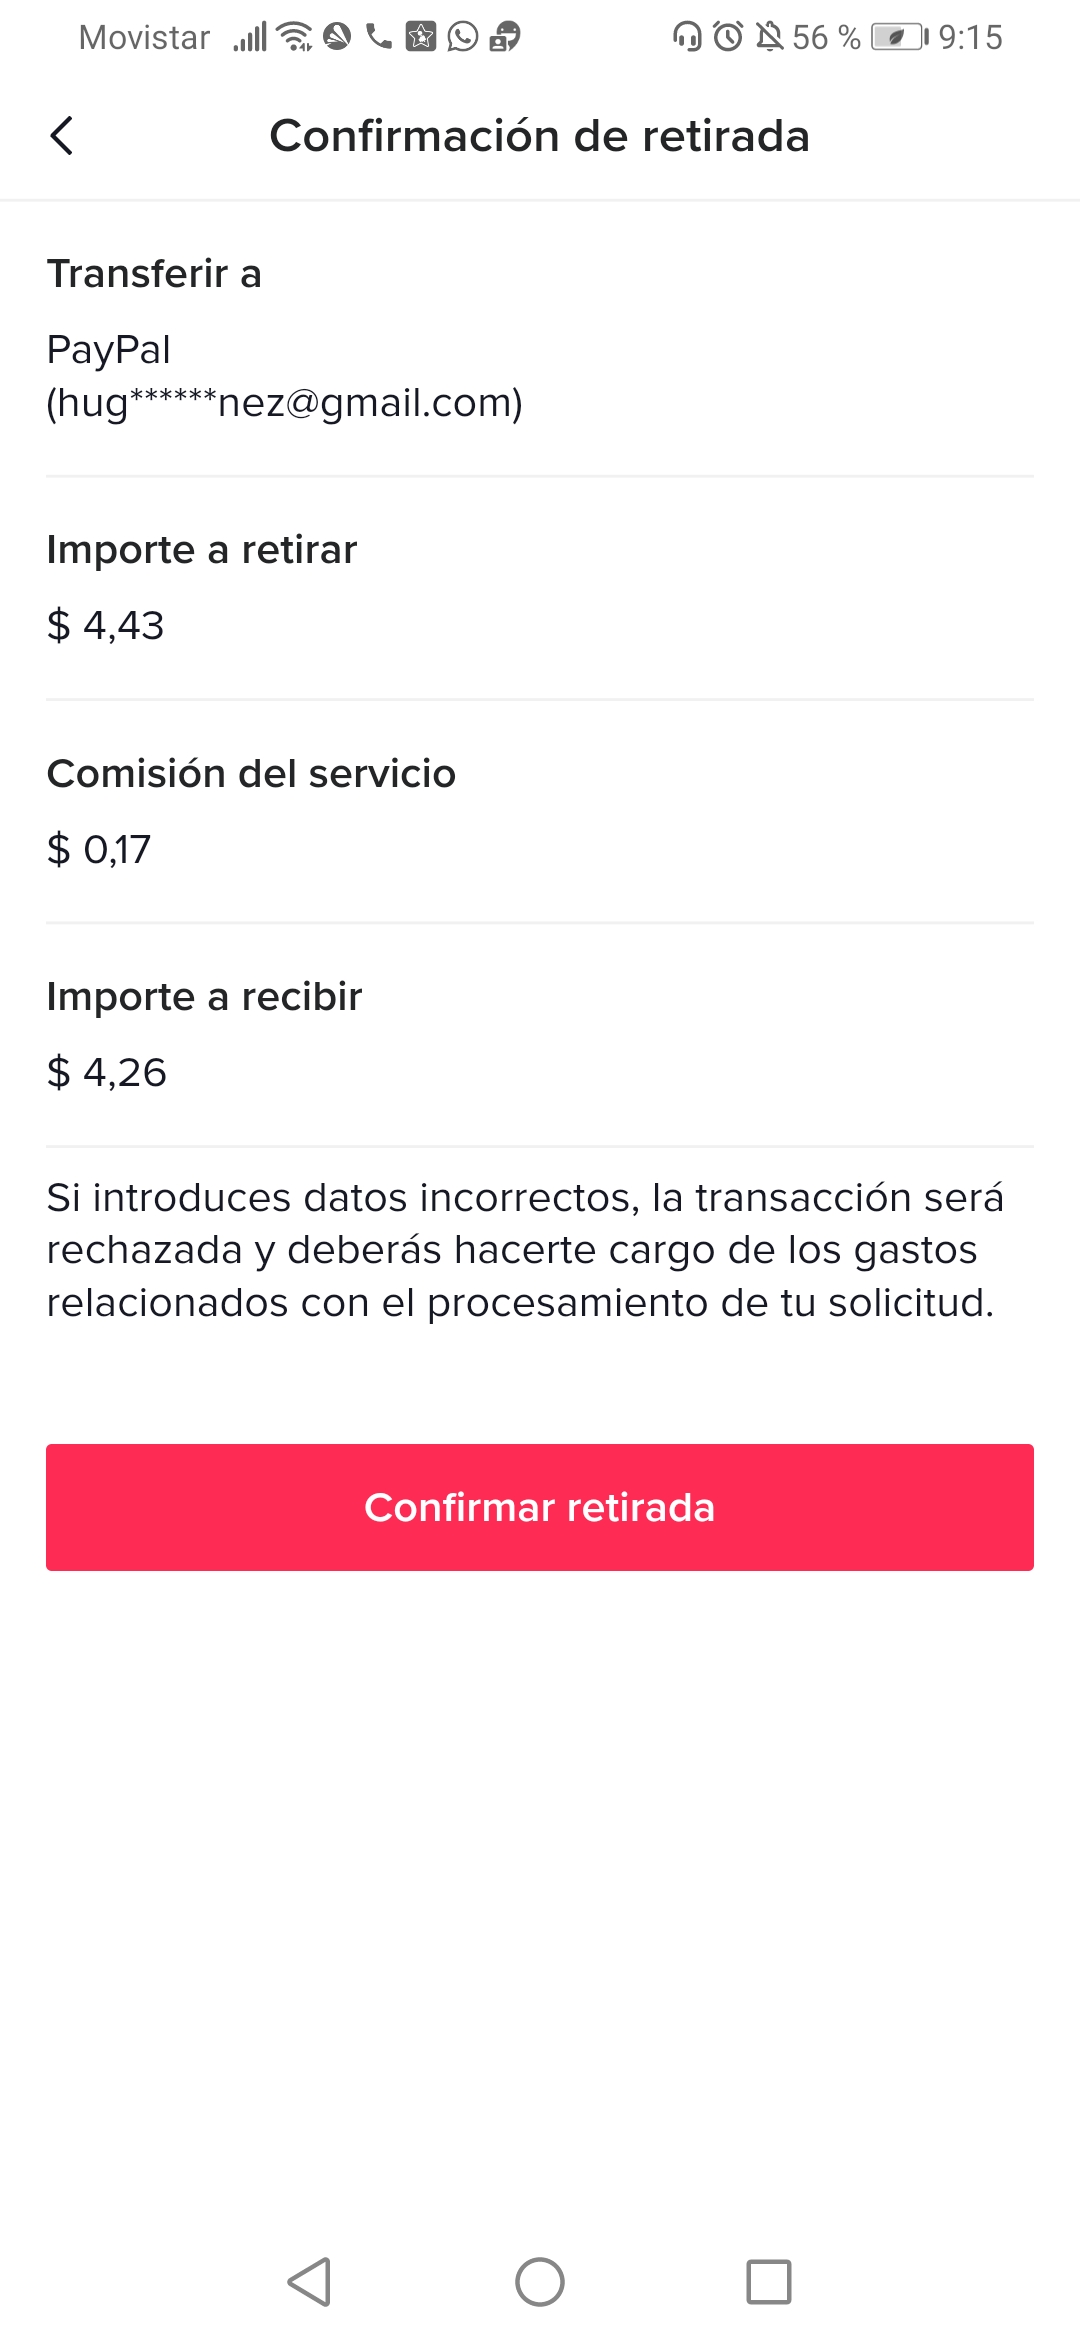 Movistar 56 % 9:15
Confirmación de retirada
Transferir a
PayPal
(hug******nez@gmail.com)
Importe a retirar
$ 4,43
Comisión del servicio
$ 0,17
Importe a recibir
$ 4,26
Si introduces datos incorrectos, la transacción será
rechazada y deberás hacerte cargo de los gastos
relacionados con el procesamiento de tu solicitud.
Confirmar retirada